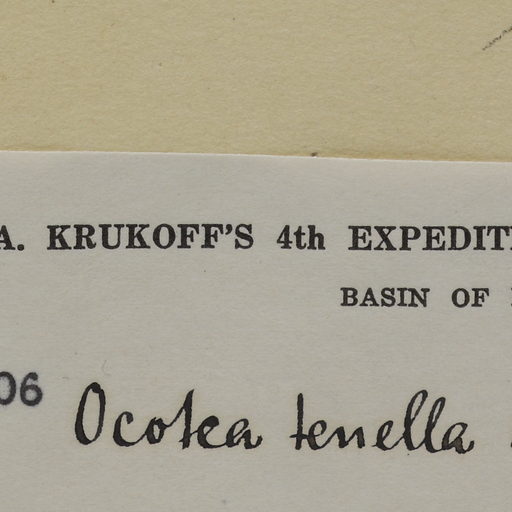 A. KRUKOFF'S 4th EXPEDIT
BASIN OF
06 Ocotea tenella